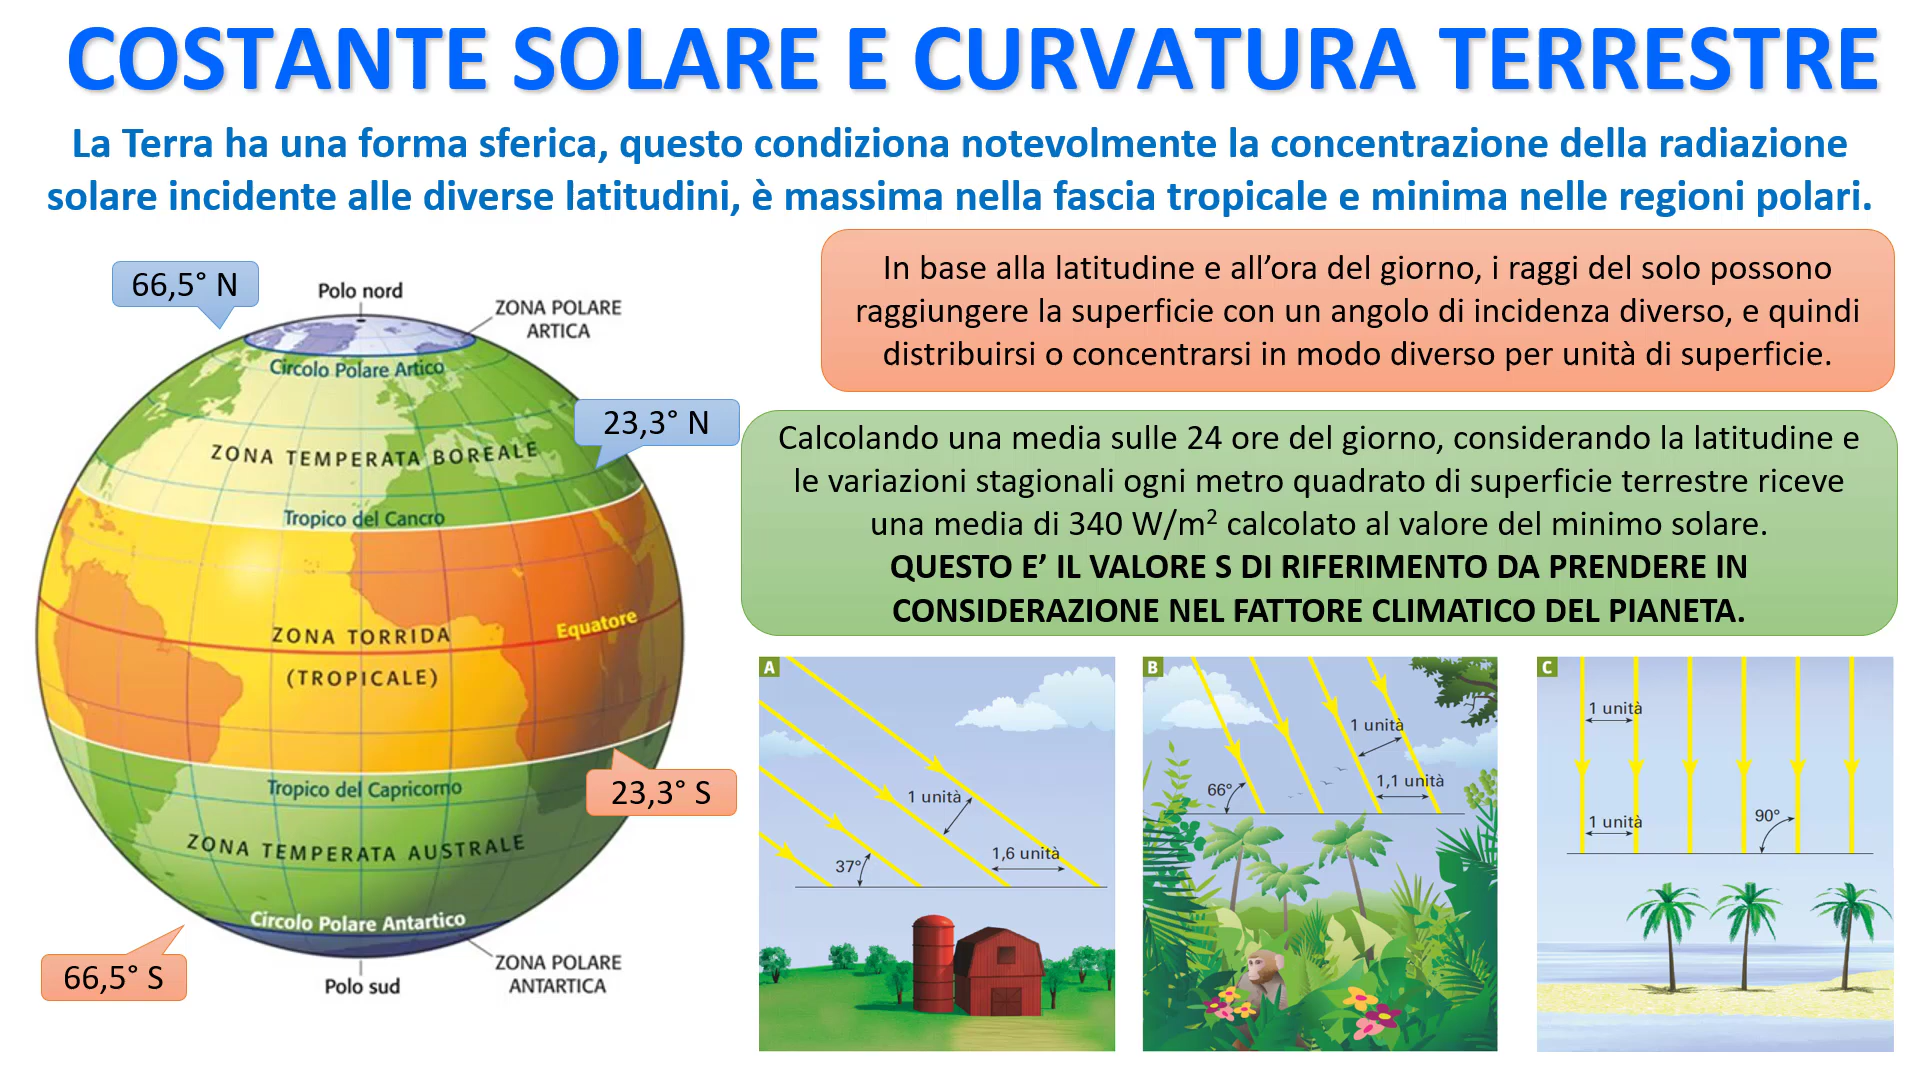 COSTANTE SOLARE E CURVATURA TERRESTRE
La Terra ha una forma sferica, questo condiziona notevolmente la concentrazione della radiazione
solare incidente alle diverse latitudini, è massima nella fascia tropicale e minima nelle regioni polari.
66,5° N
Polo nord
ZONA POLARE
ARTICA
Circolo Polare Artico
23,3° N
ZONA TEMPERATA BOREALE
Tropico del Cancro
Equatore
ZONA TORRIDA
(TROPICALE)
23,3° S
Tropico del Capricorno
ZONA TEMPERATA AUSTRALE
Circolo Polare Antartico
66,5° S
Polo sud
ZONA POLARE
ANTARTICA
In base alla latitudine e all’ora del giorno, i raggi del solo possono
raggiungere la superficie con un angolo di incidenza diverso, e quindi
distribuirsi o concentrarsi in modo diverso per unità di superficie.
Calcolando una media sulle 24 ore del giorno, considerando la latitudine e
le variazioni stagionali ogni metro quadrato di superficie terrestre riceve
una media di 340 W/m² calcolato al valore del minimo solare.
QUESTO E’ IL VALORE S DI RIFERIMENTO DA PRENDERE IN
CONSIDERAZIONE NEL FATTORE CLIMATICO DEL PIANETA.
A
1 unità
1,6 unità
37°
B
1 unità
1,1 unità
66°
C
1 unità
1 unità
90°